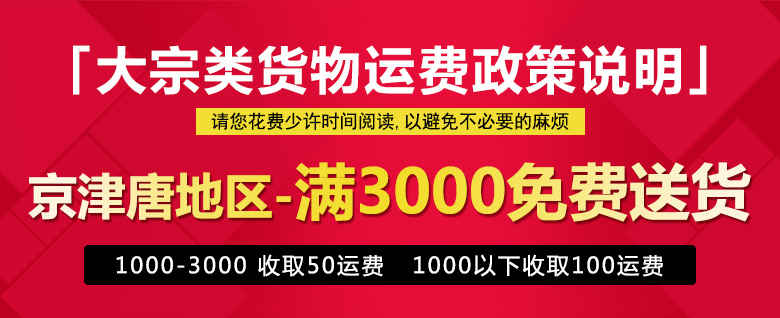 「大宗类货物运费政策说明」
请您花费少许时间阅读,以避免不必要的麻烦
京津唐地区-满3000免费送货
1000-3000 收取50运费 1000以下收取100运费